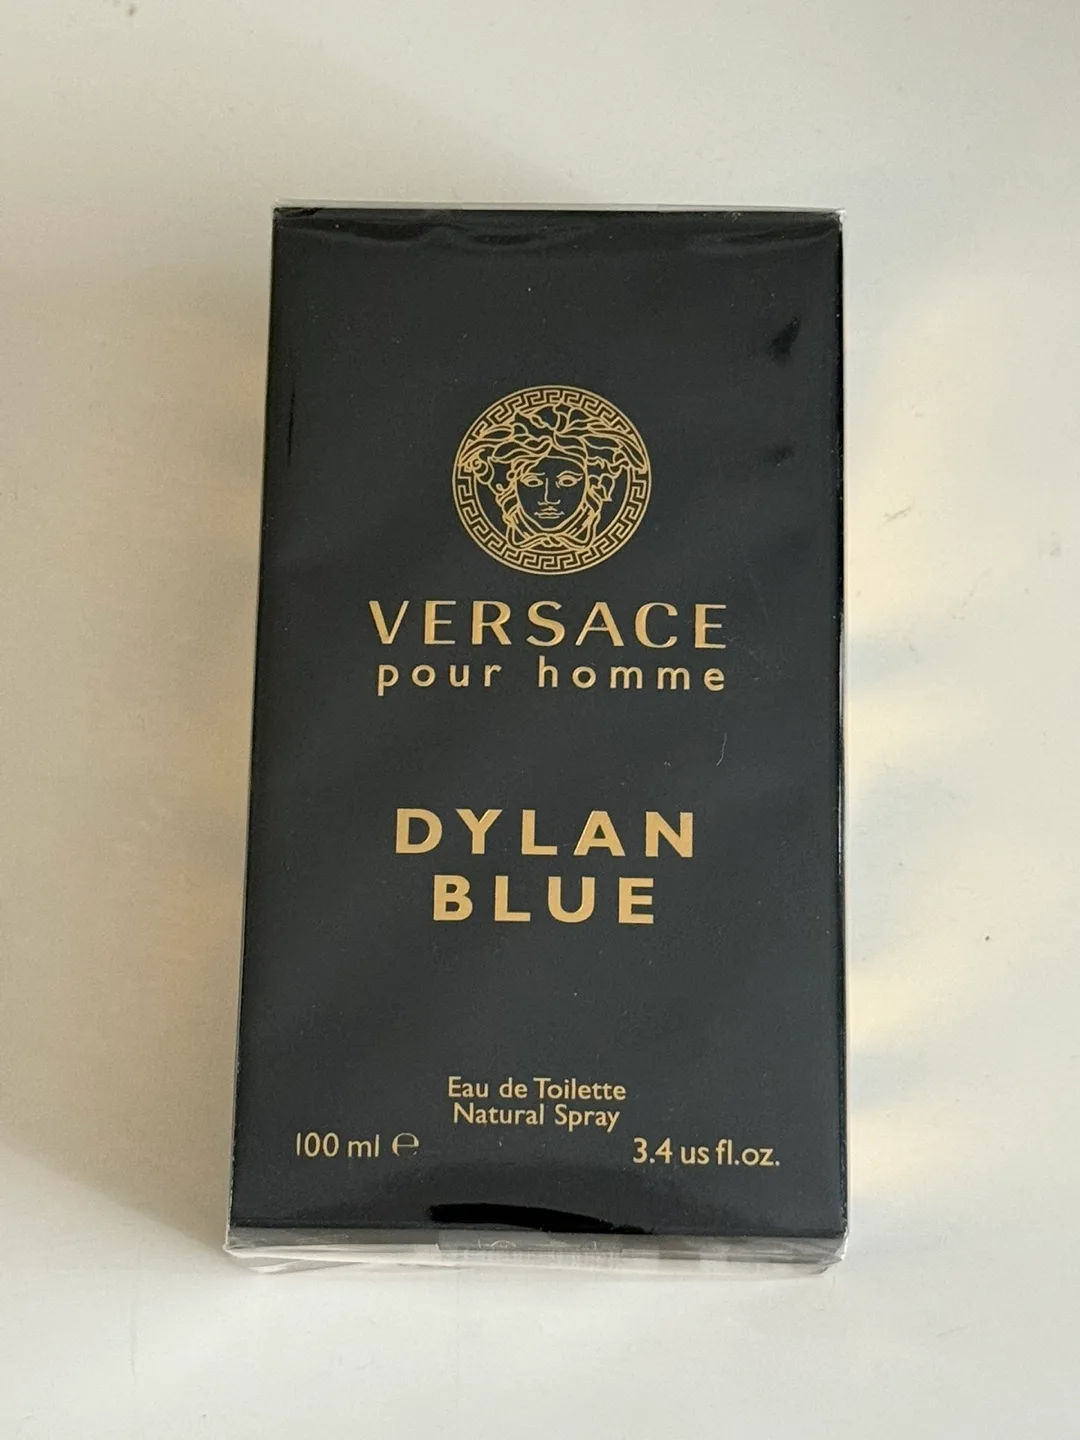 VERSACE
pour homme
DYLAN
BLUE
Eau de Toilette
Natural Spray
100 ml ℮
3.4 us fl.oz.